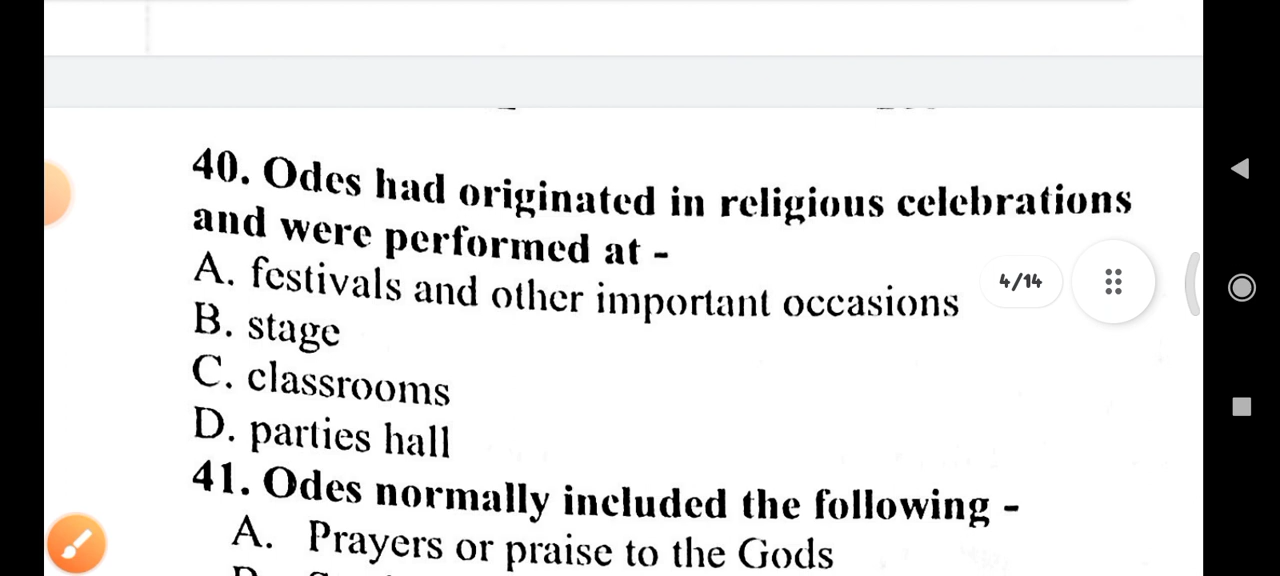 40. Odes had originated in religious celebrations
and were performed at -
A. festivals and other important occasions
4/14
B. stage
C. classrooms
D. parties hall
41. Odes normally included the following -
A. Prayers or praise to the Gods